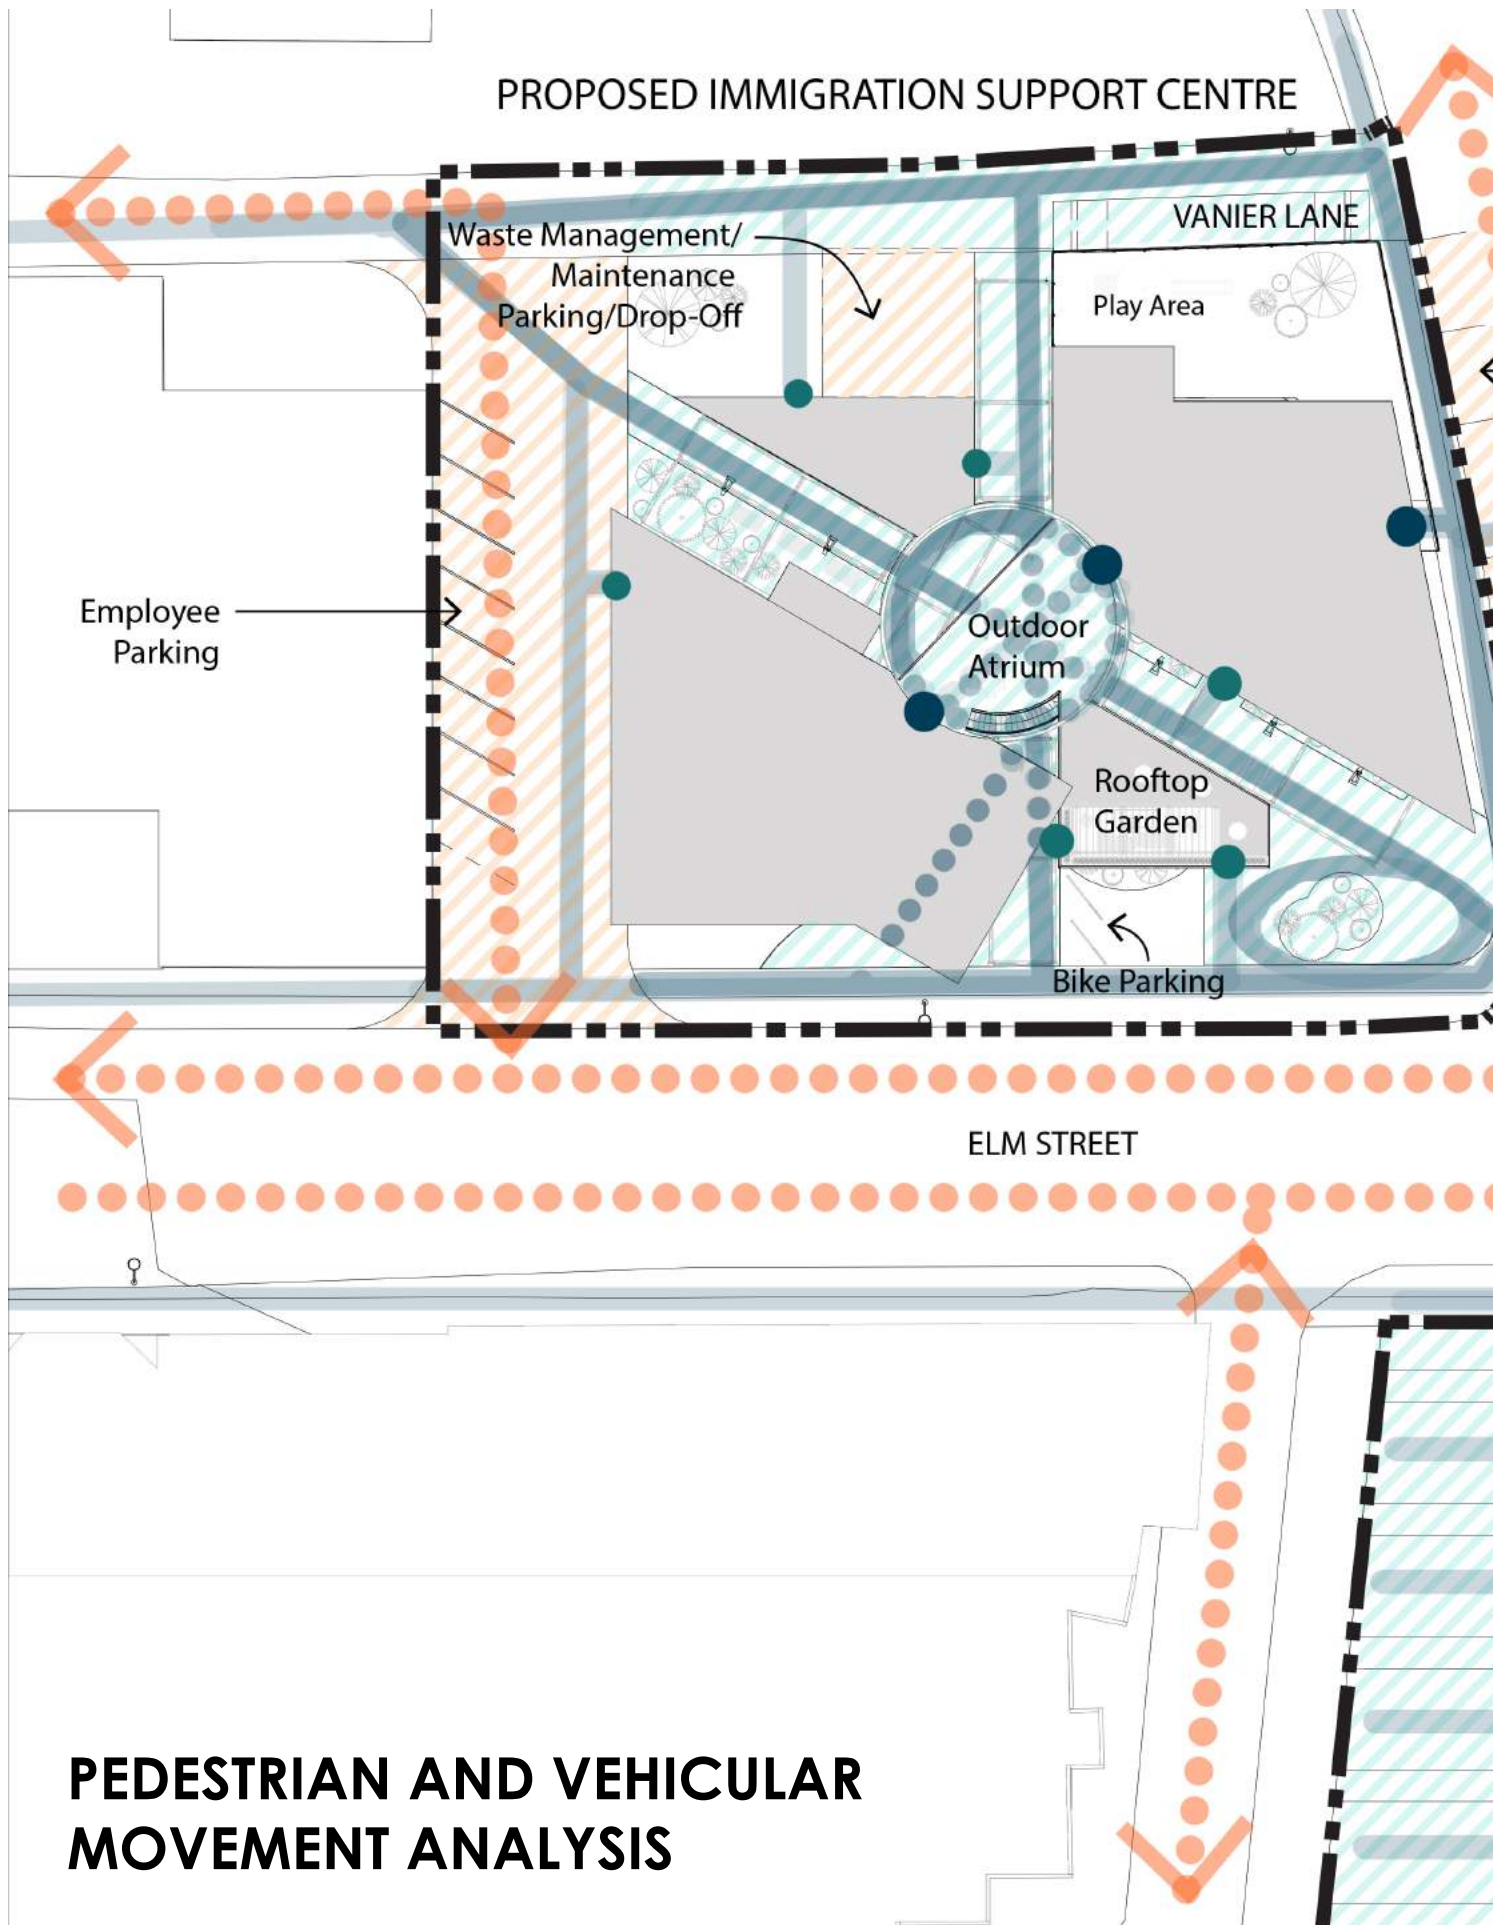 PROPOSED IMMIGRATION SUPPORT CENTRE
VANIER LANE
Waste Management/
Maintenance
Parking/Drop-Off
Play Area
Employee
Parking
Outdoor
Atrium
Rooftop
Garden
Bike Parking
ELM STREET
PEDESTRIAN AND VEHICULAR
MOVEMENT ANALYSIS